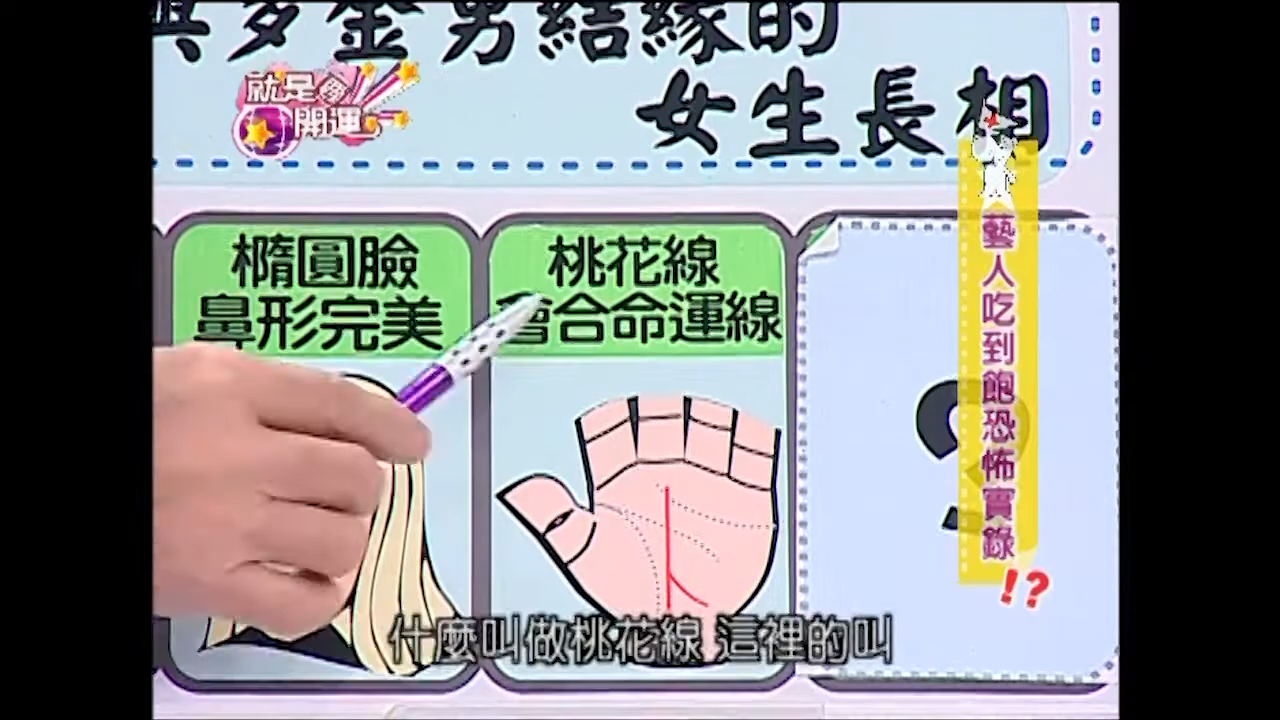 與多金男結緣的
女生長相
就是會
開運
橢圓臉
鼻形完美
桃花線
會合命運線
?
藝人吃到飽恐怖實錄!?
什麼叫做桃花線 這裡的叫